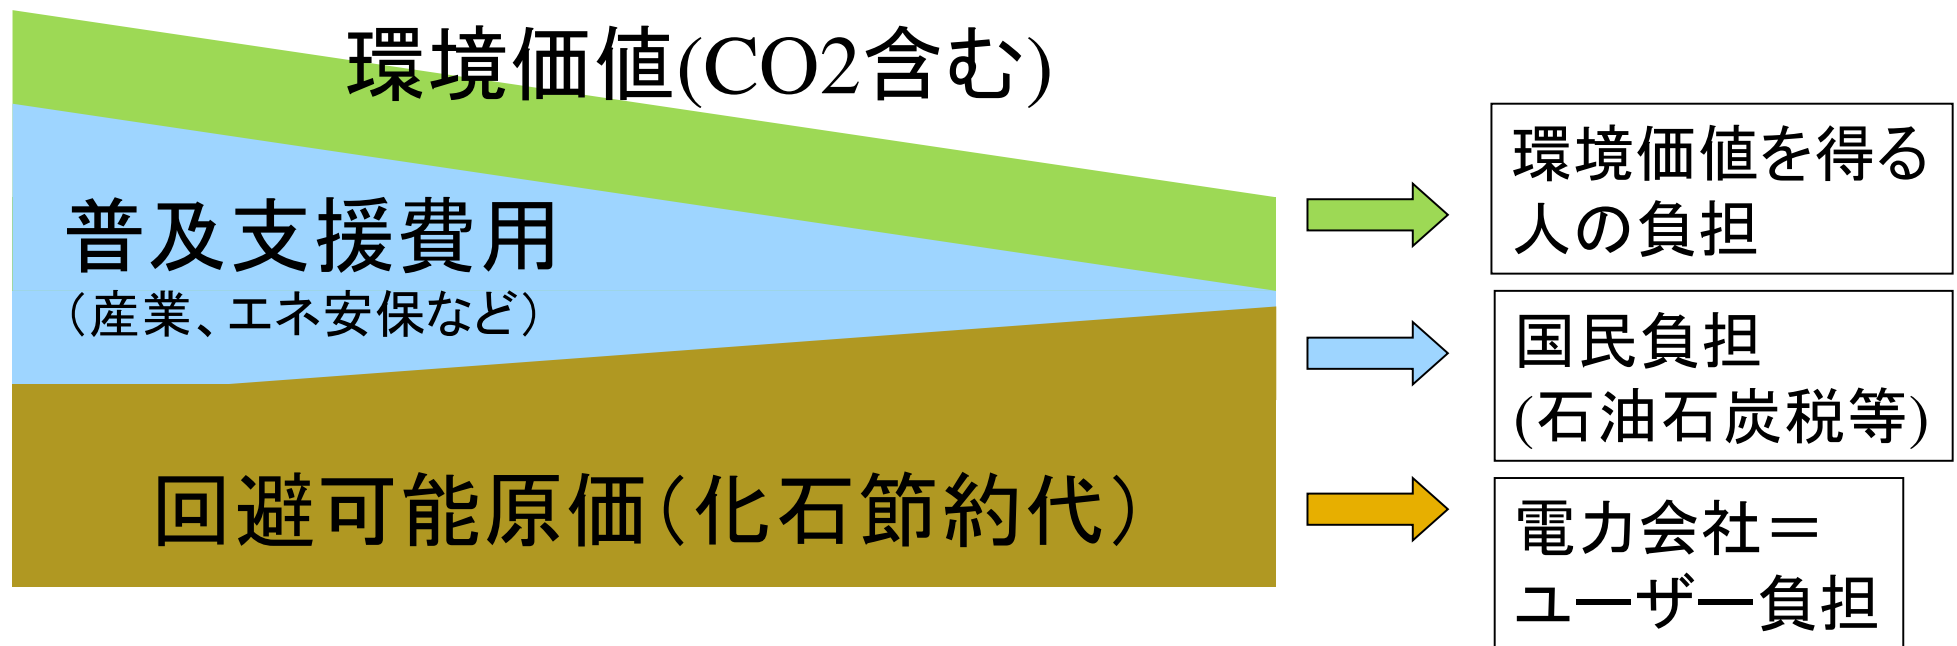 環境価値(CO2含む)
普及支援費用
（産業、エネ安保など）
回避可能原価（化石節約代）
環境価値を得る
人の負担
国民負担
(石油石炭税等)
電力会社＝
ユーザー負担